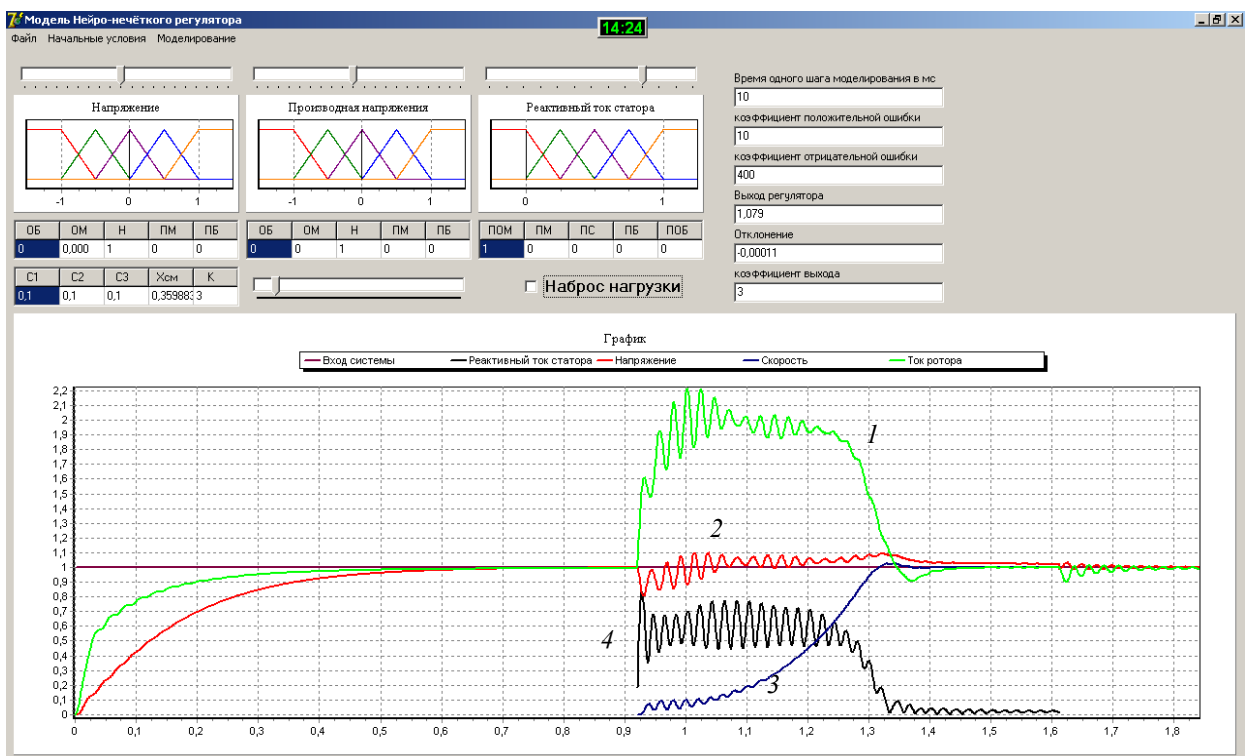 Модель Нейро-нечёткого регулятора
14:24
Файл Начальные условия Моделирование
Напряжение
-1 0 1
Производная напряжения
-1 0 1
Реактивный ток статора
0 1
Время одного шага моделирования в мс
10
коэффициент положительной ошибки
10
коэффициент отрицательной ошибки
400
Выход регулятора
1,079
Отклонение
-0,00011
коэффициент выхода
3
ОБ ОМ Н ПМ ПБ
0 0,000 1 0 0
ОБ ОМ Н ПМ ПБ
0 0 1 0 0
ПОМ ПМ ПС ПБ ПОБ
1 0 0 0 0
С1 С2 С3 Xсм К
0,1 0,1 0,1 0,359883 3
Наброс нагрузки
График
Вход системы Реактивный ток статора Напряжение Скорость Ток ротора
2,2
2,1
2
1,9
1,8
1,7
1,6
1,5
1,4
1,3
1,2
1,1
1
0,9
0,8
0,7
0,6
0,5
0,4
0,3
0,2
0,1
0
1
2
4
3
0 0,1 0,2 0,3 0,4 0,5 0,6 0,7 0,8 0,9 1 1,1 1,2 1,3 1,4 1,5 1,6 1,7 1,8